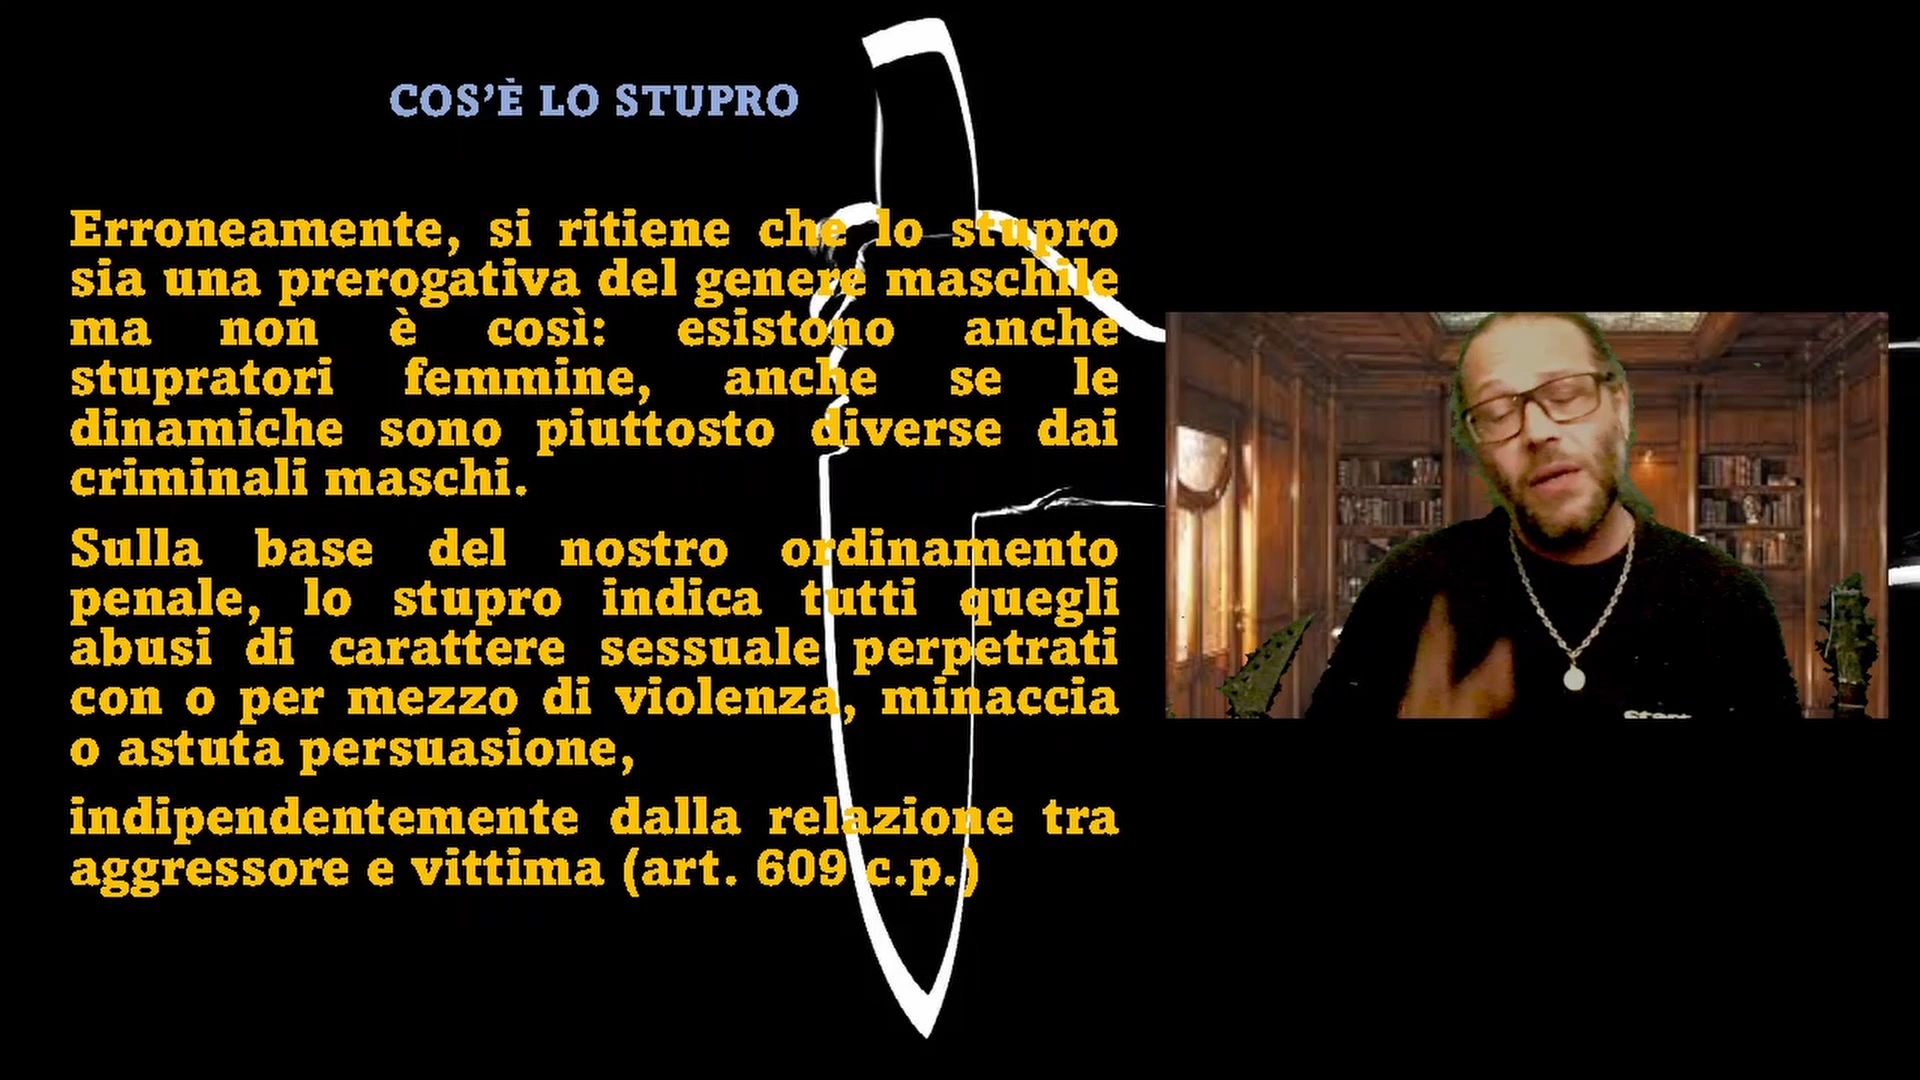 COS'È LO STUPRO
Erroneamente, si ritiene che lo stupro
sia una prerogativa del genere maschile
ma non è così: esistono anche
stupratori femmine, anche se le
dinamiche sono piuttosto diverse dai
criminali maschi.
Sulla base del nostro ordinamento
penale, lo stupro indica tutti quegli
abusi di carattere sessuale perpetrati
con o per mezzo di violenza, minaccia
o astuta persuasione,
indipendentemente dalla relazione tra
aggressore e vittima (art. 609 c.p.)